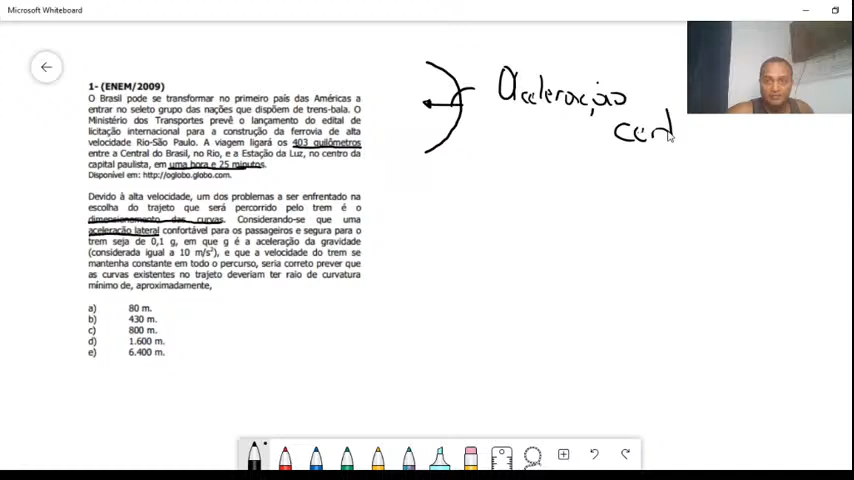 Microsoft Whiteboard
1- (ENEM/2009)
O Brasil pode se transformar no primeiro país das Américas a
entrar no seleto grupo das nações que dispõem de trens-bala. O
Ministério dos Transportes prevê o lançamento do edital de
licitação internacional para a construção da ferrovia de alta
velocidade Rio-São Paulo. A viagem ligará os 403 quilômetros
entre a Central do Brasil, no Rio, e a Estação da Luz, no centro da
capital paulista, em uma hora e 25 minutos.
Disponível em: http://oglobo.globo.com.
Devido à alta velocidade, um dos problemas a ser enfrentado na
escolha do trajeto que será percorrido pelo trem é o
dimensionamento das curvas. Considerando-se que uma
aceleração lateral confortável para os passageiros e segura para o
trem seja de 0,1 g, em que g é a aceleração da gravidade
(considerada igual a 10 m/s²), e que a velocidade do trem se
mantenha constante em todo o percurso, seria correto prever que
as curvas existentes no trajeto deveriam ter raio de curvatura
mínimo de, aproximadamente,
a) 80 m.
b) 430 m.
c) 800 m.
d) 1.600 m.
e) 6.400 m.
Aceleração
cent